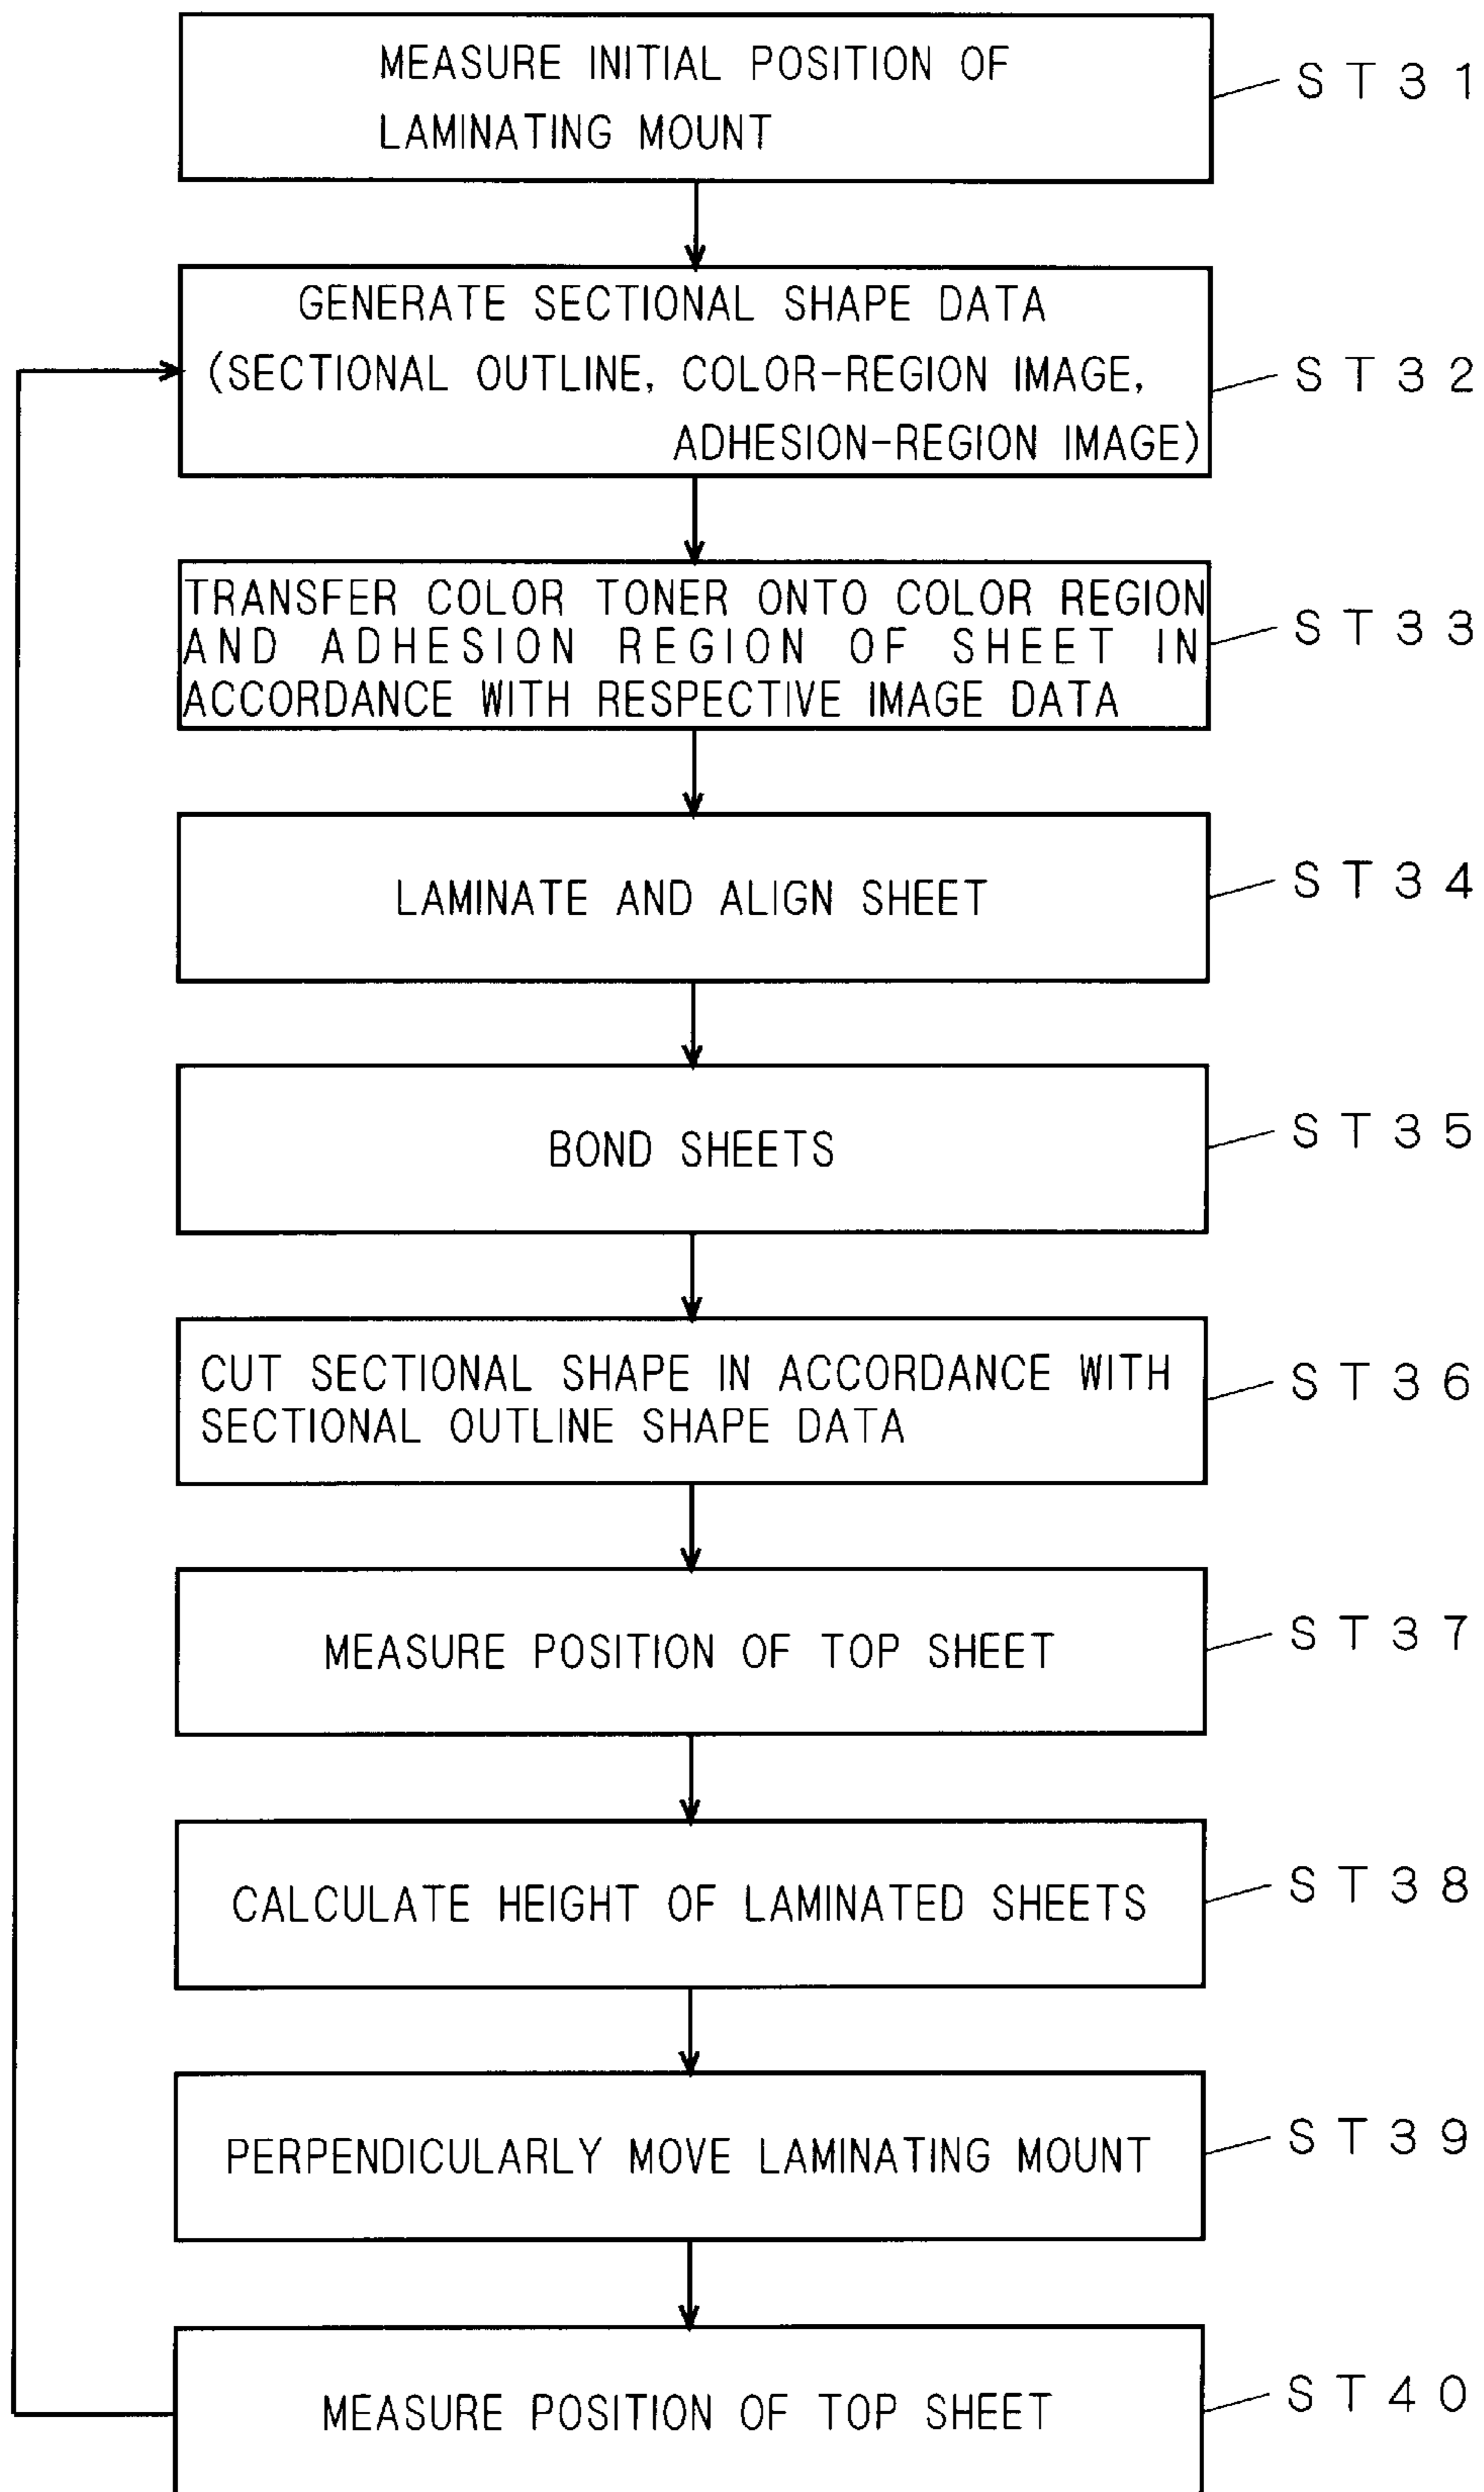 MEASURE INITIAL POSITION OF
LAMINATING MOUNT
ST31
GENERATE SECTIONAL SHAPE DATA
(SECTIONAL OUTLINE, COLOR-REGION IMAGE,
ADHESION-REGION IMAGE)
ST32
TRANSFER COLOR TONER ONTO COLOR REGION
AND ADHESION REGION OF SHEET IN
ACCORDANCE WITH RESPECTIVE IMAGE DATA
ST33
LAMINATE AND ALIGN SHEET
ST34
BOND SHEETS
ST35
CUT SECTIONAL SHAPE IN ACCORDANCE WITH
SECTIONAL OUTLINE SHAPE DATA
ST36
MEASURE POSITION OF TOP SHEET
ST37
CALCULATE HEIGHT OF LAMINATED SHEETS
ST38
PERPENDICULARLY MOVE LAMINATING MOUNT
ST39
MEASURE POSITION OF TOP SHEET
ST40